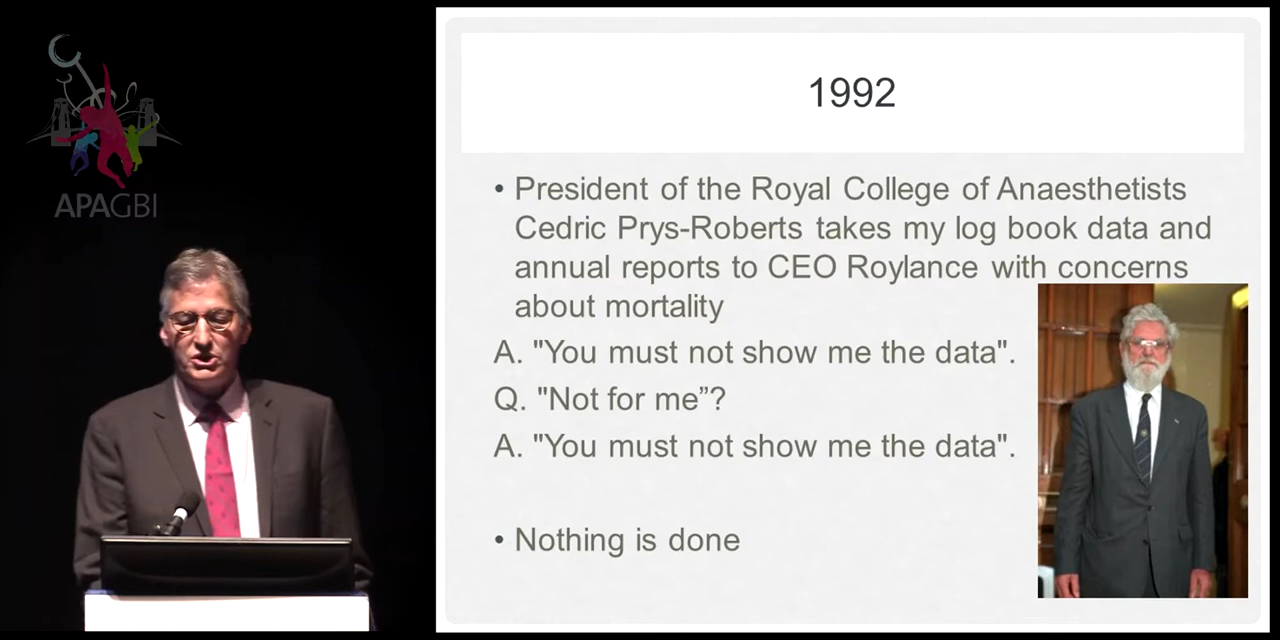 APAGBI
1992
• President of the Royal College of Anaesthetists
Cedric Prys-Roberts takes my log book data and
annual reports to CEO Roylance with concerns
about mortality
A. "You must not show me the data".
Q. "Not for me”?
A. "You must not show me the data".
• Nothing is done